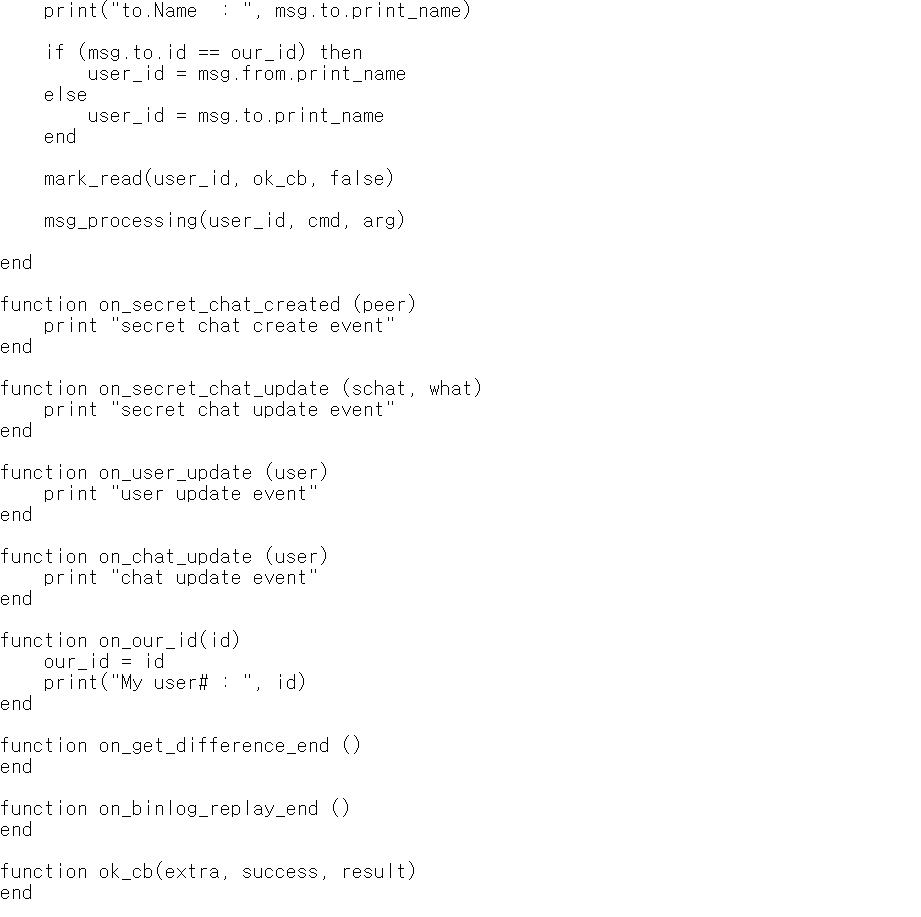 print("to.Name  : ", msg.to.print_name)

    if (msg.to.id == our_id) then
        user_id = msg.from.print_name
    else
        user_id = msg.to.print_name
    end

    mark_read(user_id, ok_cb, false)

    msg_processing(user_id, cmd, arg)

end

function on_secret_chat_created (peer)
    print "secret chat create event"
end

function on_secret_chat_update (schat, what)
    print "secret chat update event"
end

function on_user_update (user)
    print "user update event"
end

function on_chat_update (user)
    print "chat update event"
end

function on_our_id(id)
    our_id = id
    print("My user# : ", id)
end

function on_get_difference_end ()
end

function on_binlog_replay_end ()
end

function ok_cb(extra, success, result)
end